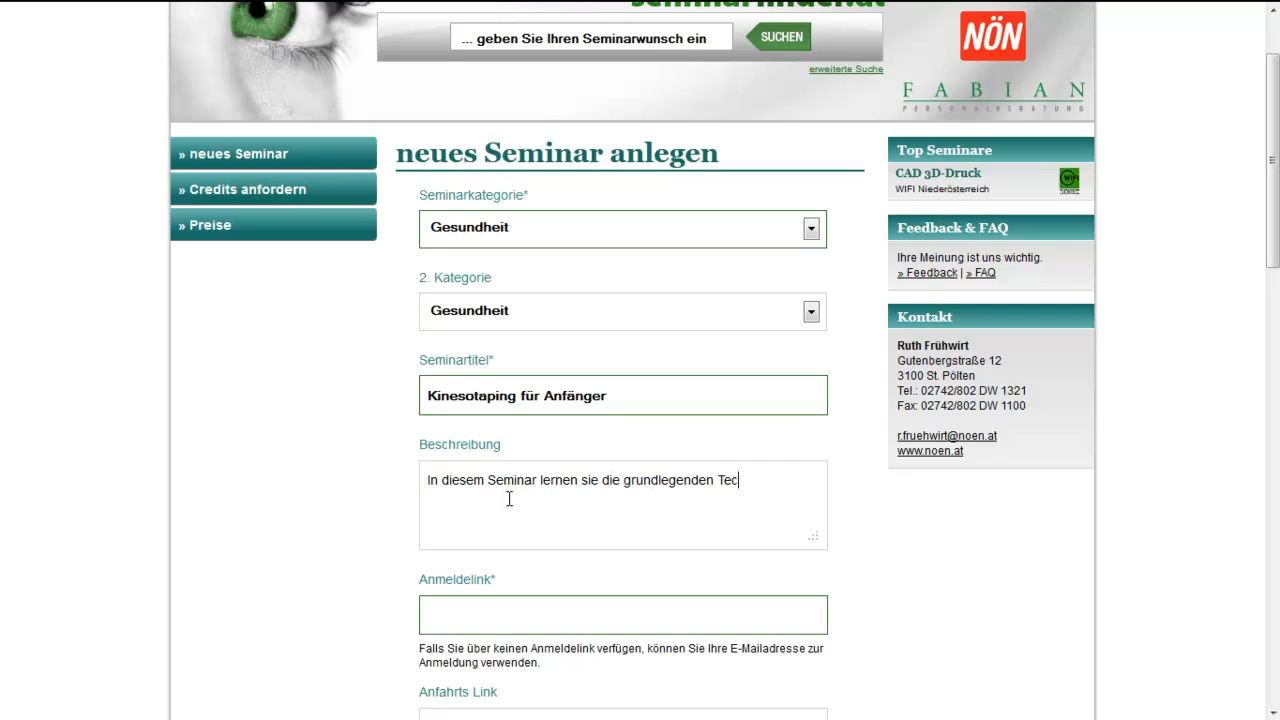 ... geben Sie Ihren Seminarwunsch ein
SUCHEN
erweiterte Suche
NÖN
FABIAN
PERSONALBERATUNG
» neues Seminar
» Credits anfordern
» Preise
neues Seminar anlegen
Seminarkategorie*
Gesundheit
2. Kategorie
Gesundheit
Seminartitel*
Kinesotaping für Anfänger
Beschreibung
In diesem Seminar lernen sie die grundlegenden Tec
Anmeldelink*
Falls Sie über keinen Anmeldelink verfügen, können Sie Ihre E-Mailadresse zur
Anmeldung verwenden.
Anfahrts Link
Top Seminare
CAD 3D-Druck
WIFI Niederösterreich
WIFI
Feedback & FAQ
Ihre Meinung ist uns wichtig.
» Feedback | » FAQ
Kontakt
Ruth Frühwirt
Gutenbergstraße 12
3100 St. Pölten
Tel.: 02742/802 DW 1321
Fax: 02742/802 DW 1100
r.fruehwirt@noen.at
www.noen.at